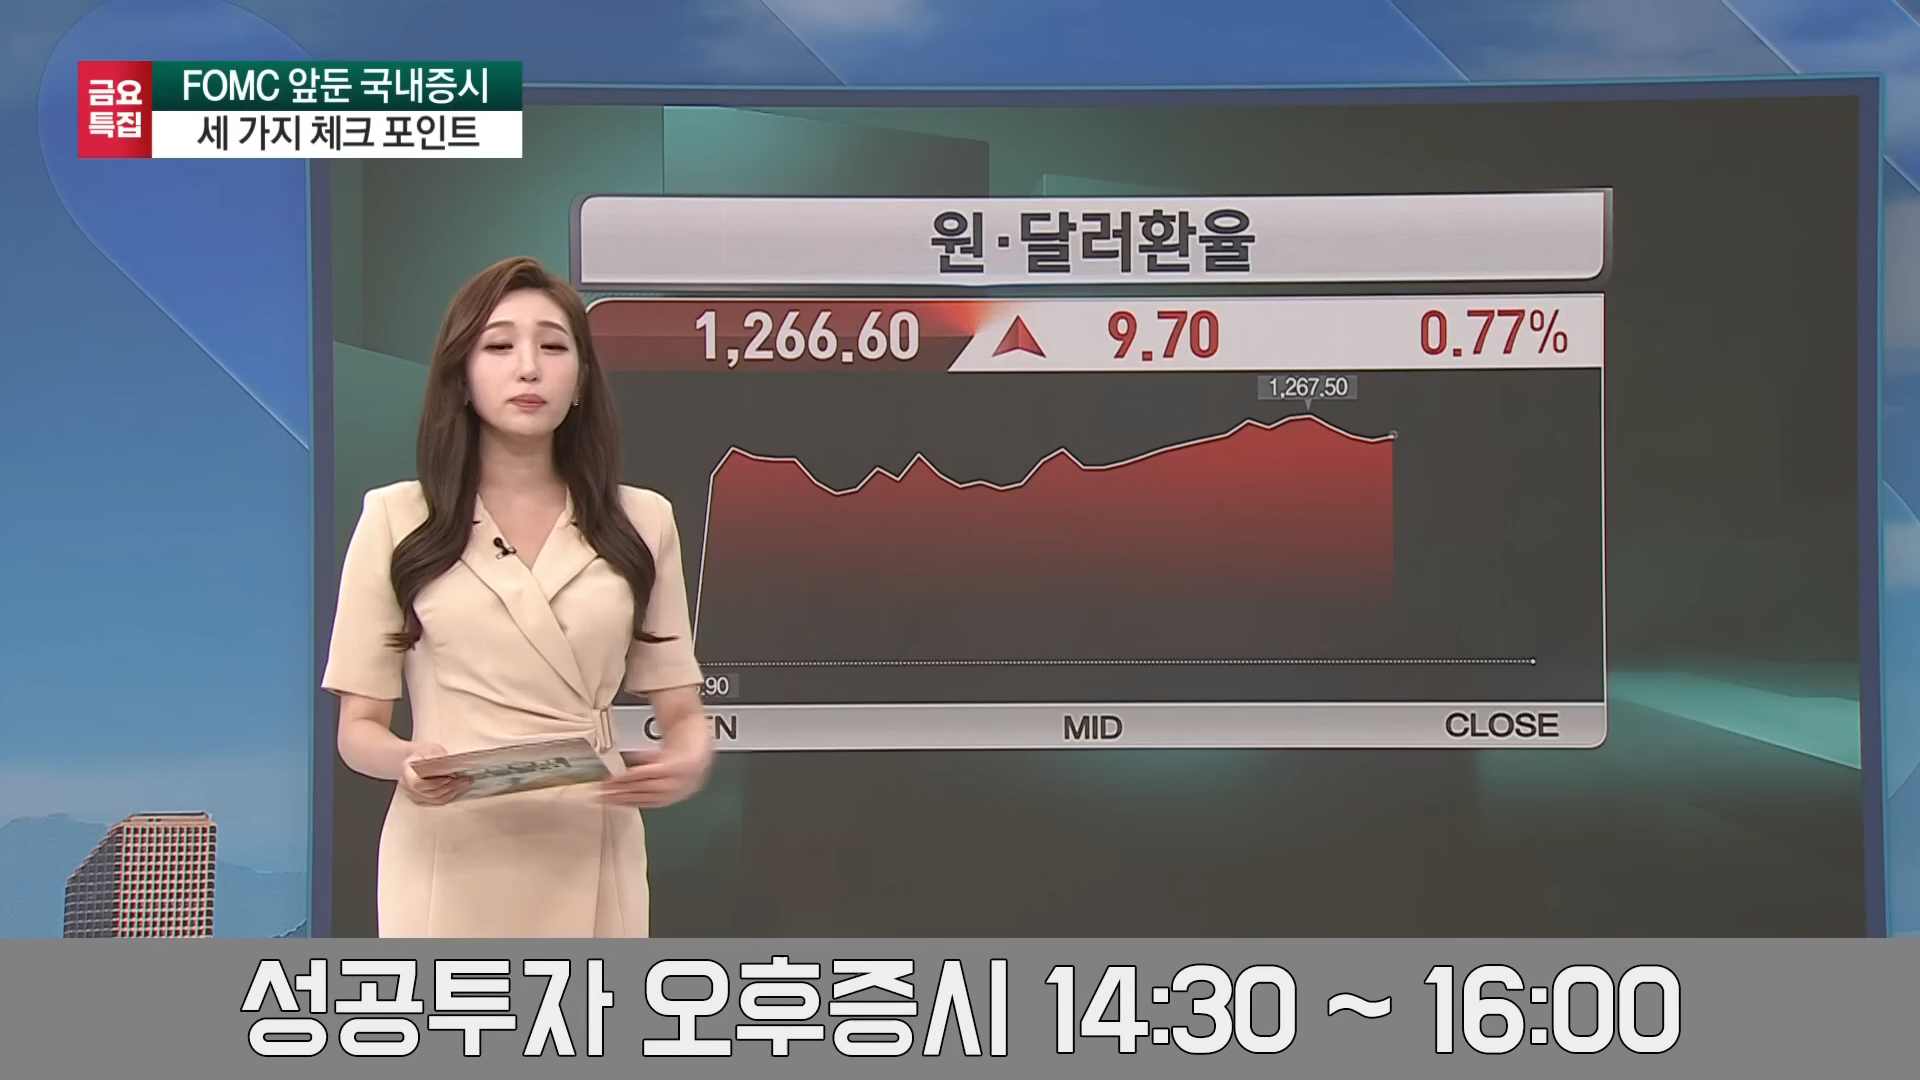 금요
특집
FOMC 앞둔 국내증시
세 가지 체크 포인트
원·달러환율
1,266.60 ▲ 9.70 0.77%
1,267.50
.90
MID CLOSE
성공투자 오후증시 14:30 ~ 16:00